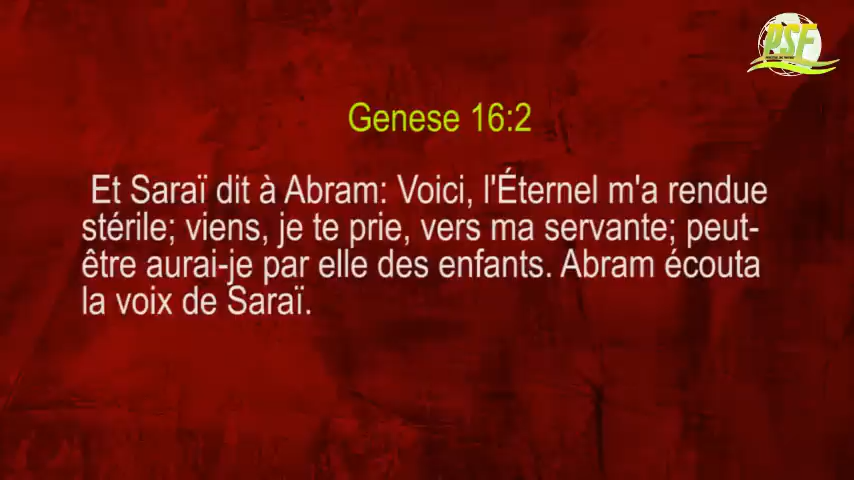 PSF
Genese 16:2
Et Saraï dit à Abram: Voici, l'Éternel m'a rendue
stérile; viens, je te prie, vers ma servante; peut-
être aurai-je par elle des enfants. Abram écouta
la voix de Saraï.